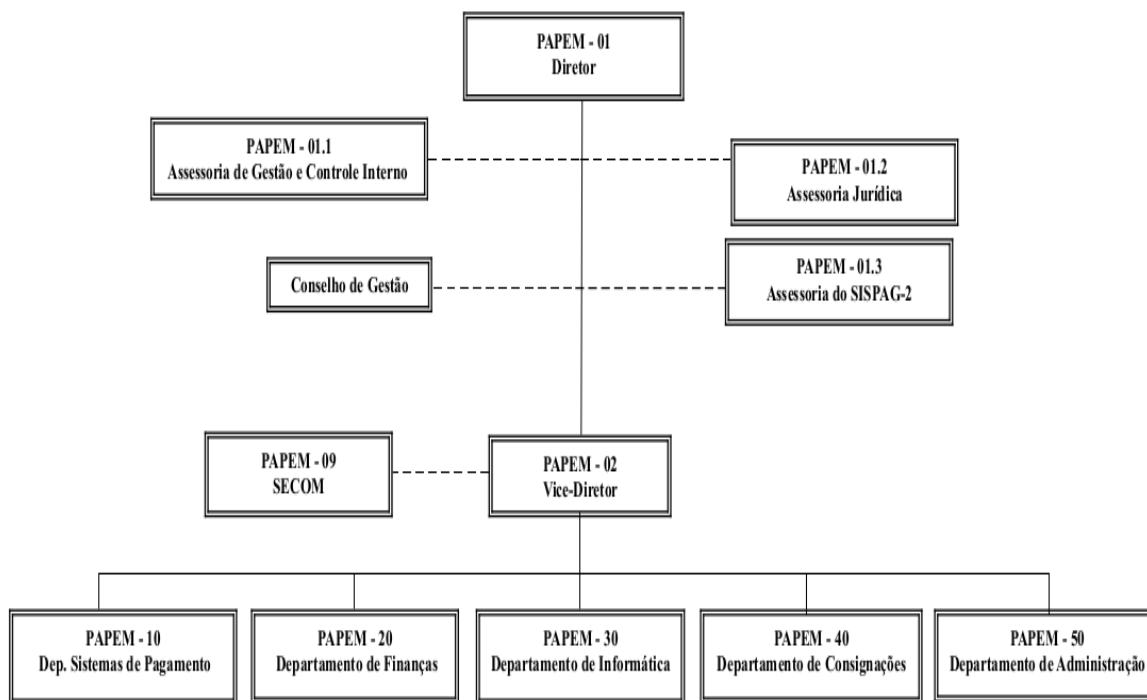 PAPEM - 01
Diretor
PAPEM - 01.1
Assessoria de Gestão e Controle Interno
PAPEM - 01.2
Assessoria Jurídica
Conselho de Gestão
PAPEM - 01.3
Assessoria do SISPAG-2
PAPEM - 09
SECOM
PAPEM - 02
Vice-Diretor
PAPEM - 10
Dep. Sistemas de Pagamento
PAPEM - 20
Departamento de Finanças
PAPEM - 30
Departamento de Informática
PAPEM - 40
Departamento de Consignações
PAPEM - 50
Departamento de Administração